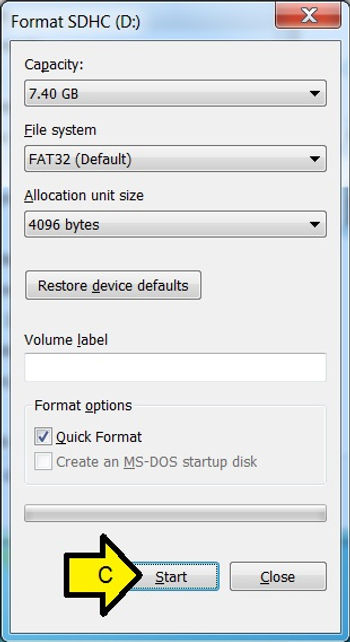 Format SDHC (D:)
Capacity:
7.40 GB
File system
FAT32 (Default)
Allocation unit size
4096 bytes
Restore device defaults
Volume label
Format options
Quick Format
Create an MS-DOS startup disk
C
Start
Close